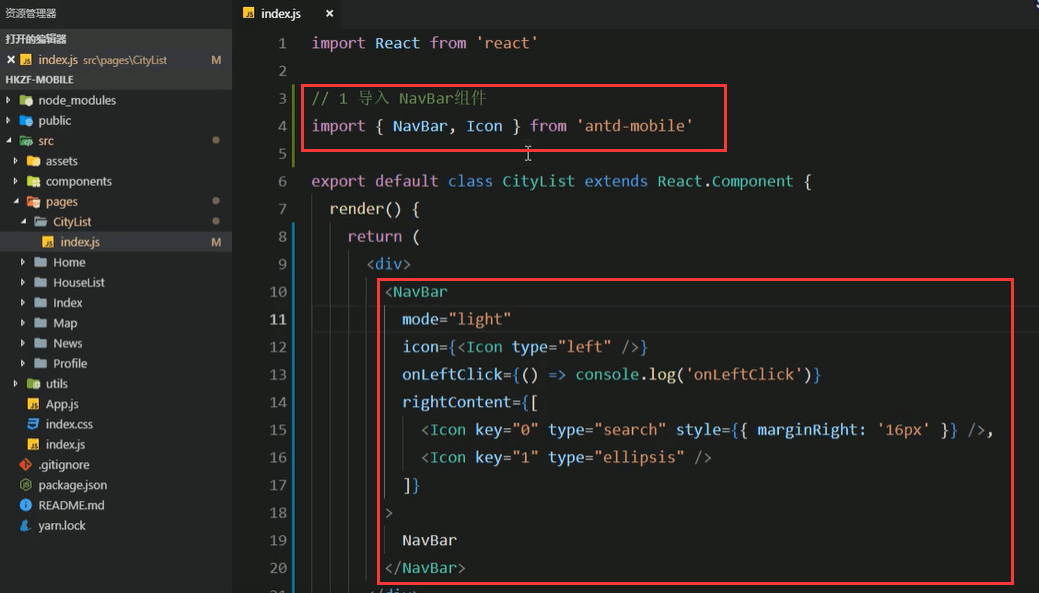 资源管理器
打开的编辑器
index.js src\pages\CityList M
HKZF-MOBILE
node_modules
public
src
assets
components
pages
CityList
index.js M
Home
HouseList
Index
Map
News
Profile
utils
App.js
index.css
index.js
.gitignore
package.json
README.md
yarn.lock
index.js ×
1 import React from 'react'
2
3 // 1 导入 NavBar组件
4 import { NavBar, Icon } from 'antd-mobile'
5
6 export default class CityList extends React.Component {
7 render() {
8 return (
9 <div>
10 <NavBar
11 mode="light"
12 icon={<Icon type="left" />}
13 onLeftClick={() => console.log('onLeftClick')}
14 rightContent={[
15 <Icon key="0" type="search" style={{ marginRight: '16px' }} />,
16 <Icon key="1" type="ellipsis" />
17 ]}
18 >
19 NavBar
20 </NavBar>
21 </div>